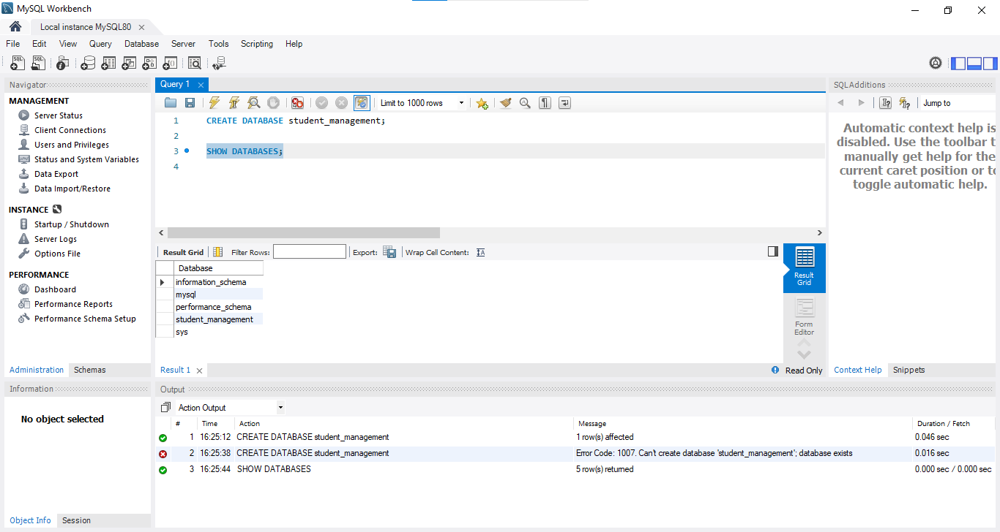 MySQL Workbench
Local instance MySQL80
File Edit View Query Database Server Tools Scripting Help
Navigator
MANAGEMENT
Server Status
Client Connections
Users and Privileges
Status and System Variables
Data Export
Data Import/Restore
INSTANCE
Startup / Shutdown
Server Logs
Options File
PERFORMANCE
Dashboard
Performance Reports
Performance Schema Setup
Administration Schemas
Information
No object selected
Object Info Session
Query 1
Limit to 1000 rows
1 CREATE DATABASE student_management;
2
3 SHOW DATABASES;
4
Result Grid Filter Rows: Export: Wrap Cell Content:
Database
information_schema
mysql
performance_schema
student_management
sys
Result
Grid
Form
Editor
Result 1
Read Only
SQLAdditions
Jump to
Automatic context help is
disabled. Use the toolbar t
manually get help for the
current caret position or to
toggle automatic help.
Context Help Snippets
Output
Action Output
# Time Action Message Duration / Fetch
1 16:25:12 CREATE DATABASE student_management 1 row(s) affected 0.046 sec
2 16:25:38 CREATE DATABASE student_management Error Code: 1007. Can't create database 'student_management'; database exists 0.016 sec
3 16:25:44 SHOW DATABASES 5 row(s) returned 0.000 sec / 0.000 sec